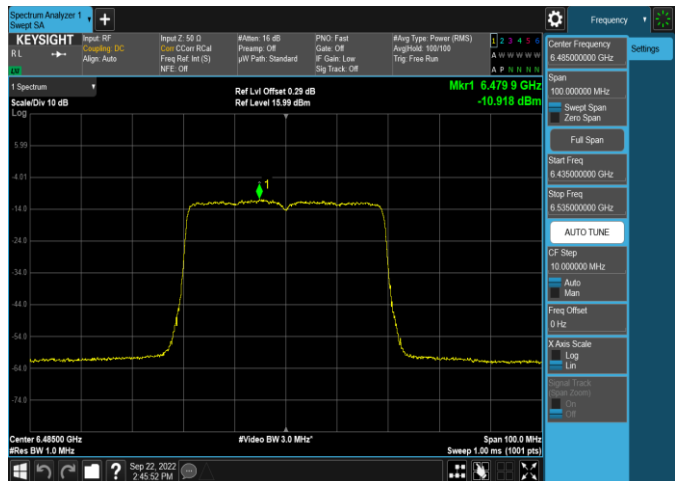 Spectrum Analyzer 1
Swept SA
+
Frequency
KEYSIGHT
RL
Input: RF
Coupling: DC
Align: Auto
Input Z: 50 Ω
Corr CCorr RCal
Freq Ref: Int (S)
NFE: Off
#Atten: 16 dB
Preamp: Off
µW Path: Standard
PNO: Fast
Gate: Off
IF Gain: Low
Sig Track: Off
#Avg Type: Power (RMS)
Avg|Hold: 100/100
Trig: Free Run
1 2 3 4 5 6
A W W W W W
A P N N N N
1 Spectrum
Scale/Div 10 dB
Log
Ref Lvl Offset 0.29 dB
Ref Level 15.99 dBm
Mkr1 6.479 9 GHz
-10.918 dBm
1
5.99
-4.01
-14.0
-24.0
-34.0
-44.0
-54.0
-64.0
-74.0
Center 6.48500 GHz
#Res BW 1.0 MHz
#Video BW 3.0 MHz*
Span 100.0 MHz
Sweep 1.00 ms (1001 pts)
Sep 22, 2022
2:45:52 PM
Settings
Center Frequency
6.485000000 GHz
Span
100.000000 MHz
Swept Span
Zero Span
Full Span
Start Freq
6.435000000 GHz
Stop Freq
6.535000000 GHz
AUTO TUNE
CF Step
10.000000 MHz
Auto
Man
Freq Offset
0 Hz
X Axis Scale
Log
Lin
Signal Track
(Span Zoom)
On
Off